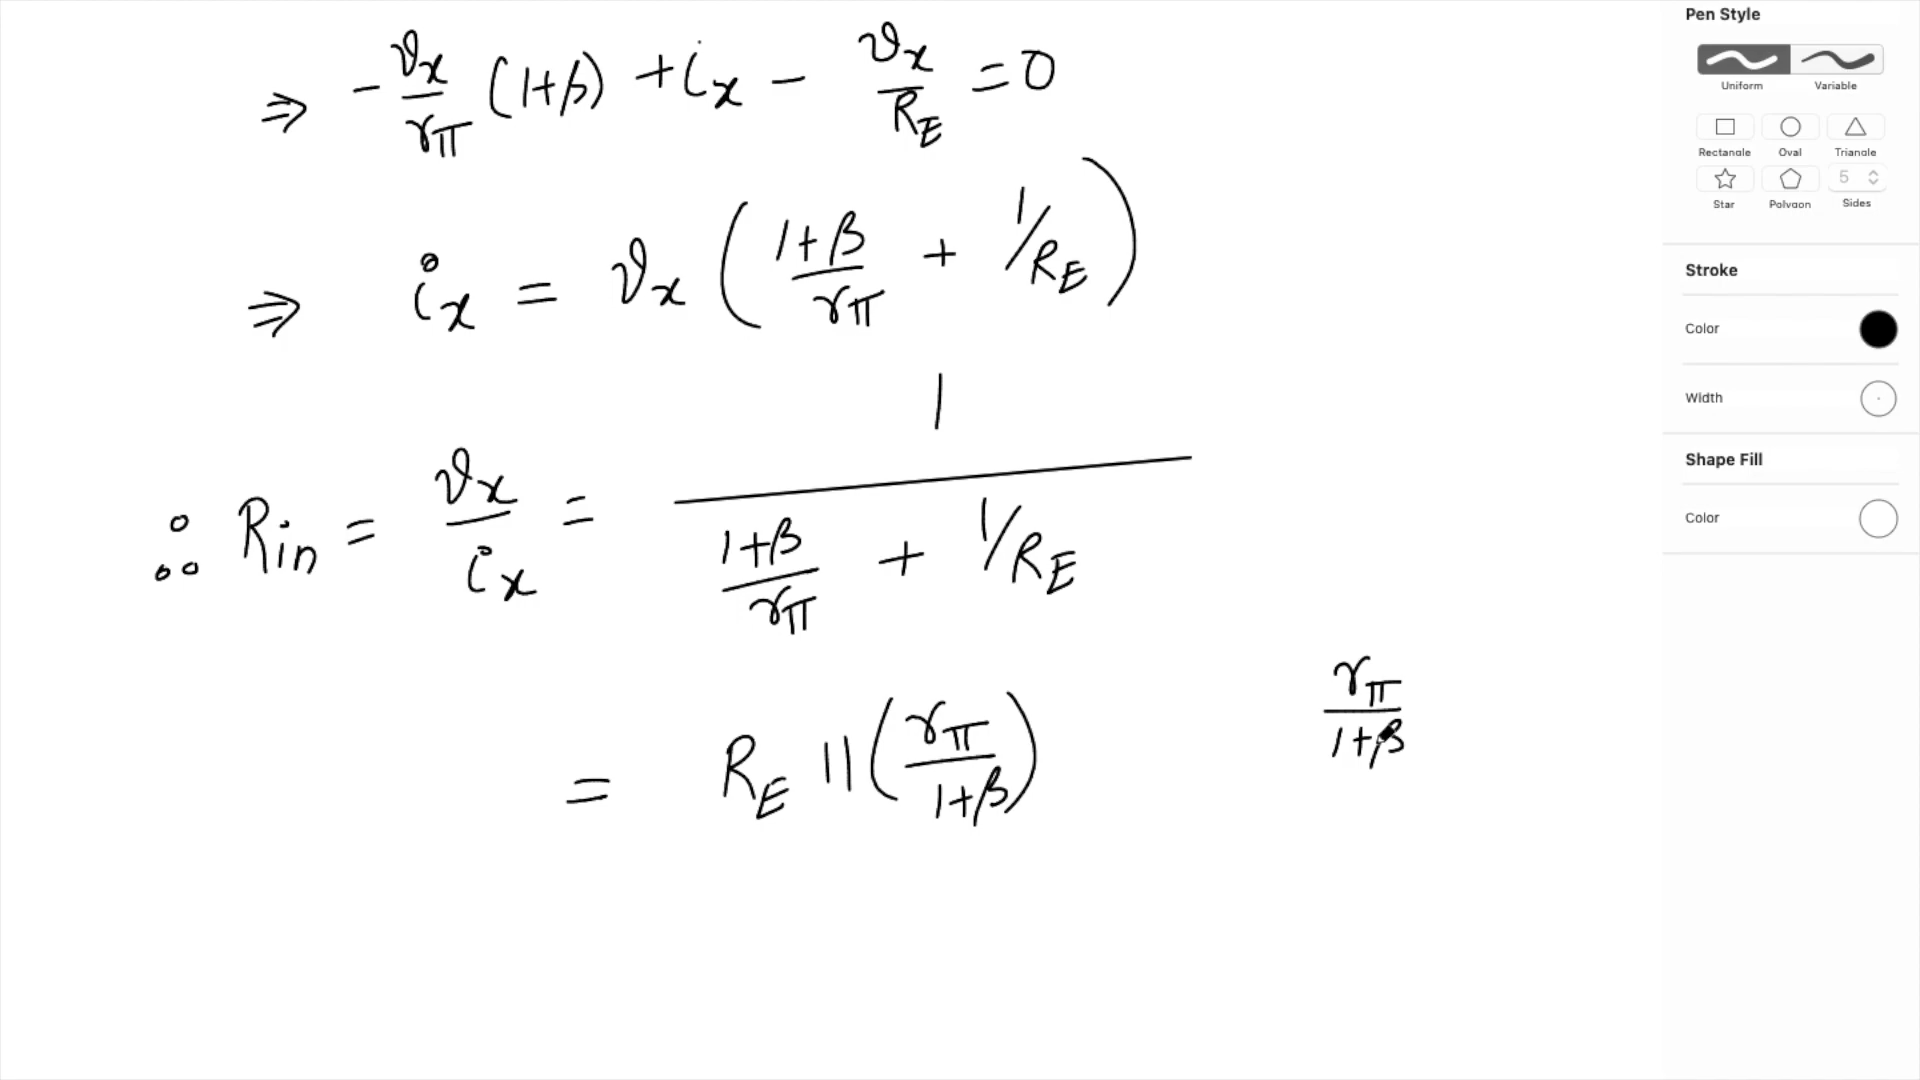 ⇒ -vx/rπ (1+β) + ix - vx/RE = 0
⇒ ix = vx ( (1+β)/rπ + 1/RE )
∴ Rin = vx/ix = 1 / ( (1+β)/rπ + 1/RE )
= RE || ( rπ/(1+β) )
rπ/(1+β)
Pen Style
Uniform Variable
Rectangle Oval Triangle
5
Star Polygon Sides
Stroke
Color
Width
Shape Fill
Color